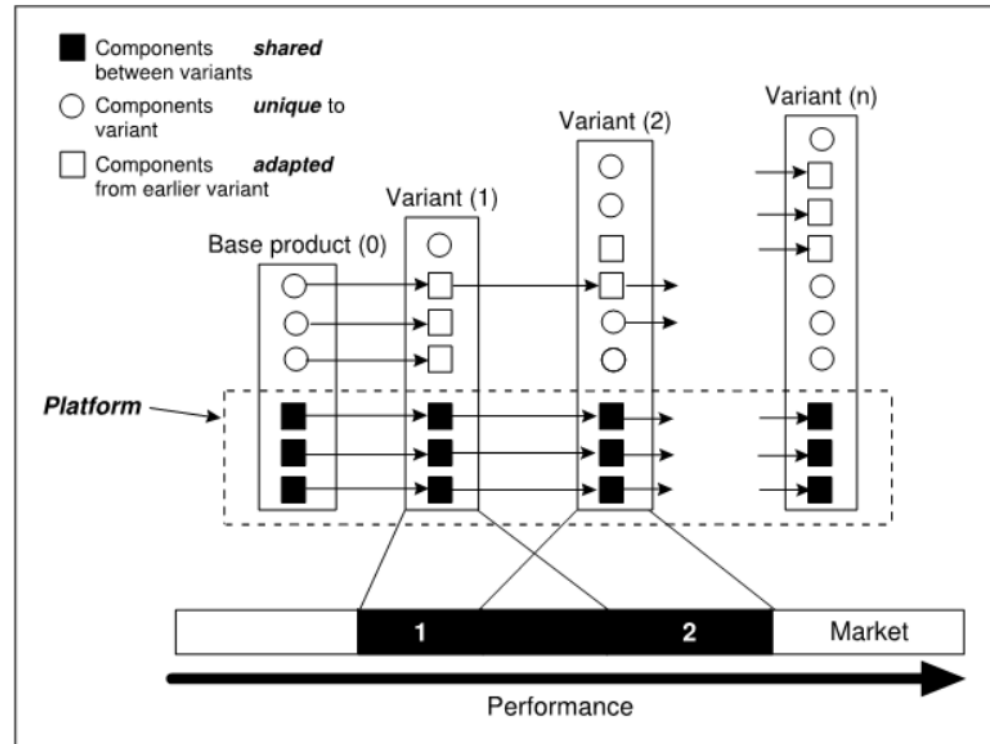 Components shared
between variants
Components unique to
variant
Components adapted
from earlier variant
Variant (n)
Variant (2)
Variant (1)
Base product (0)
Platform
1
2
Market
Performance